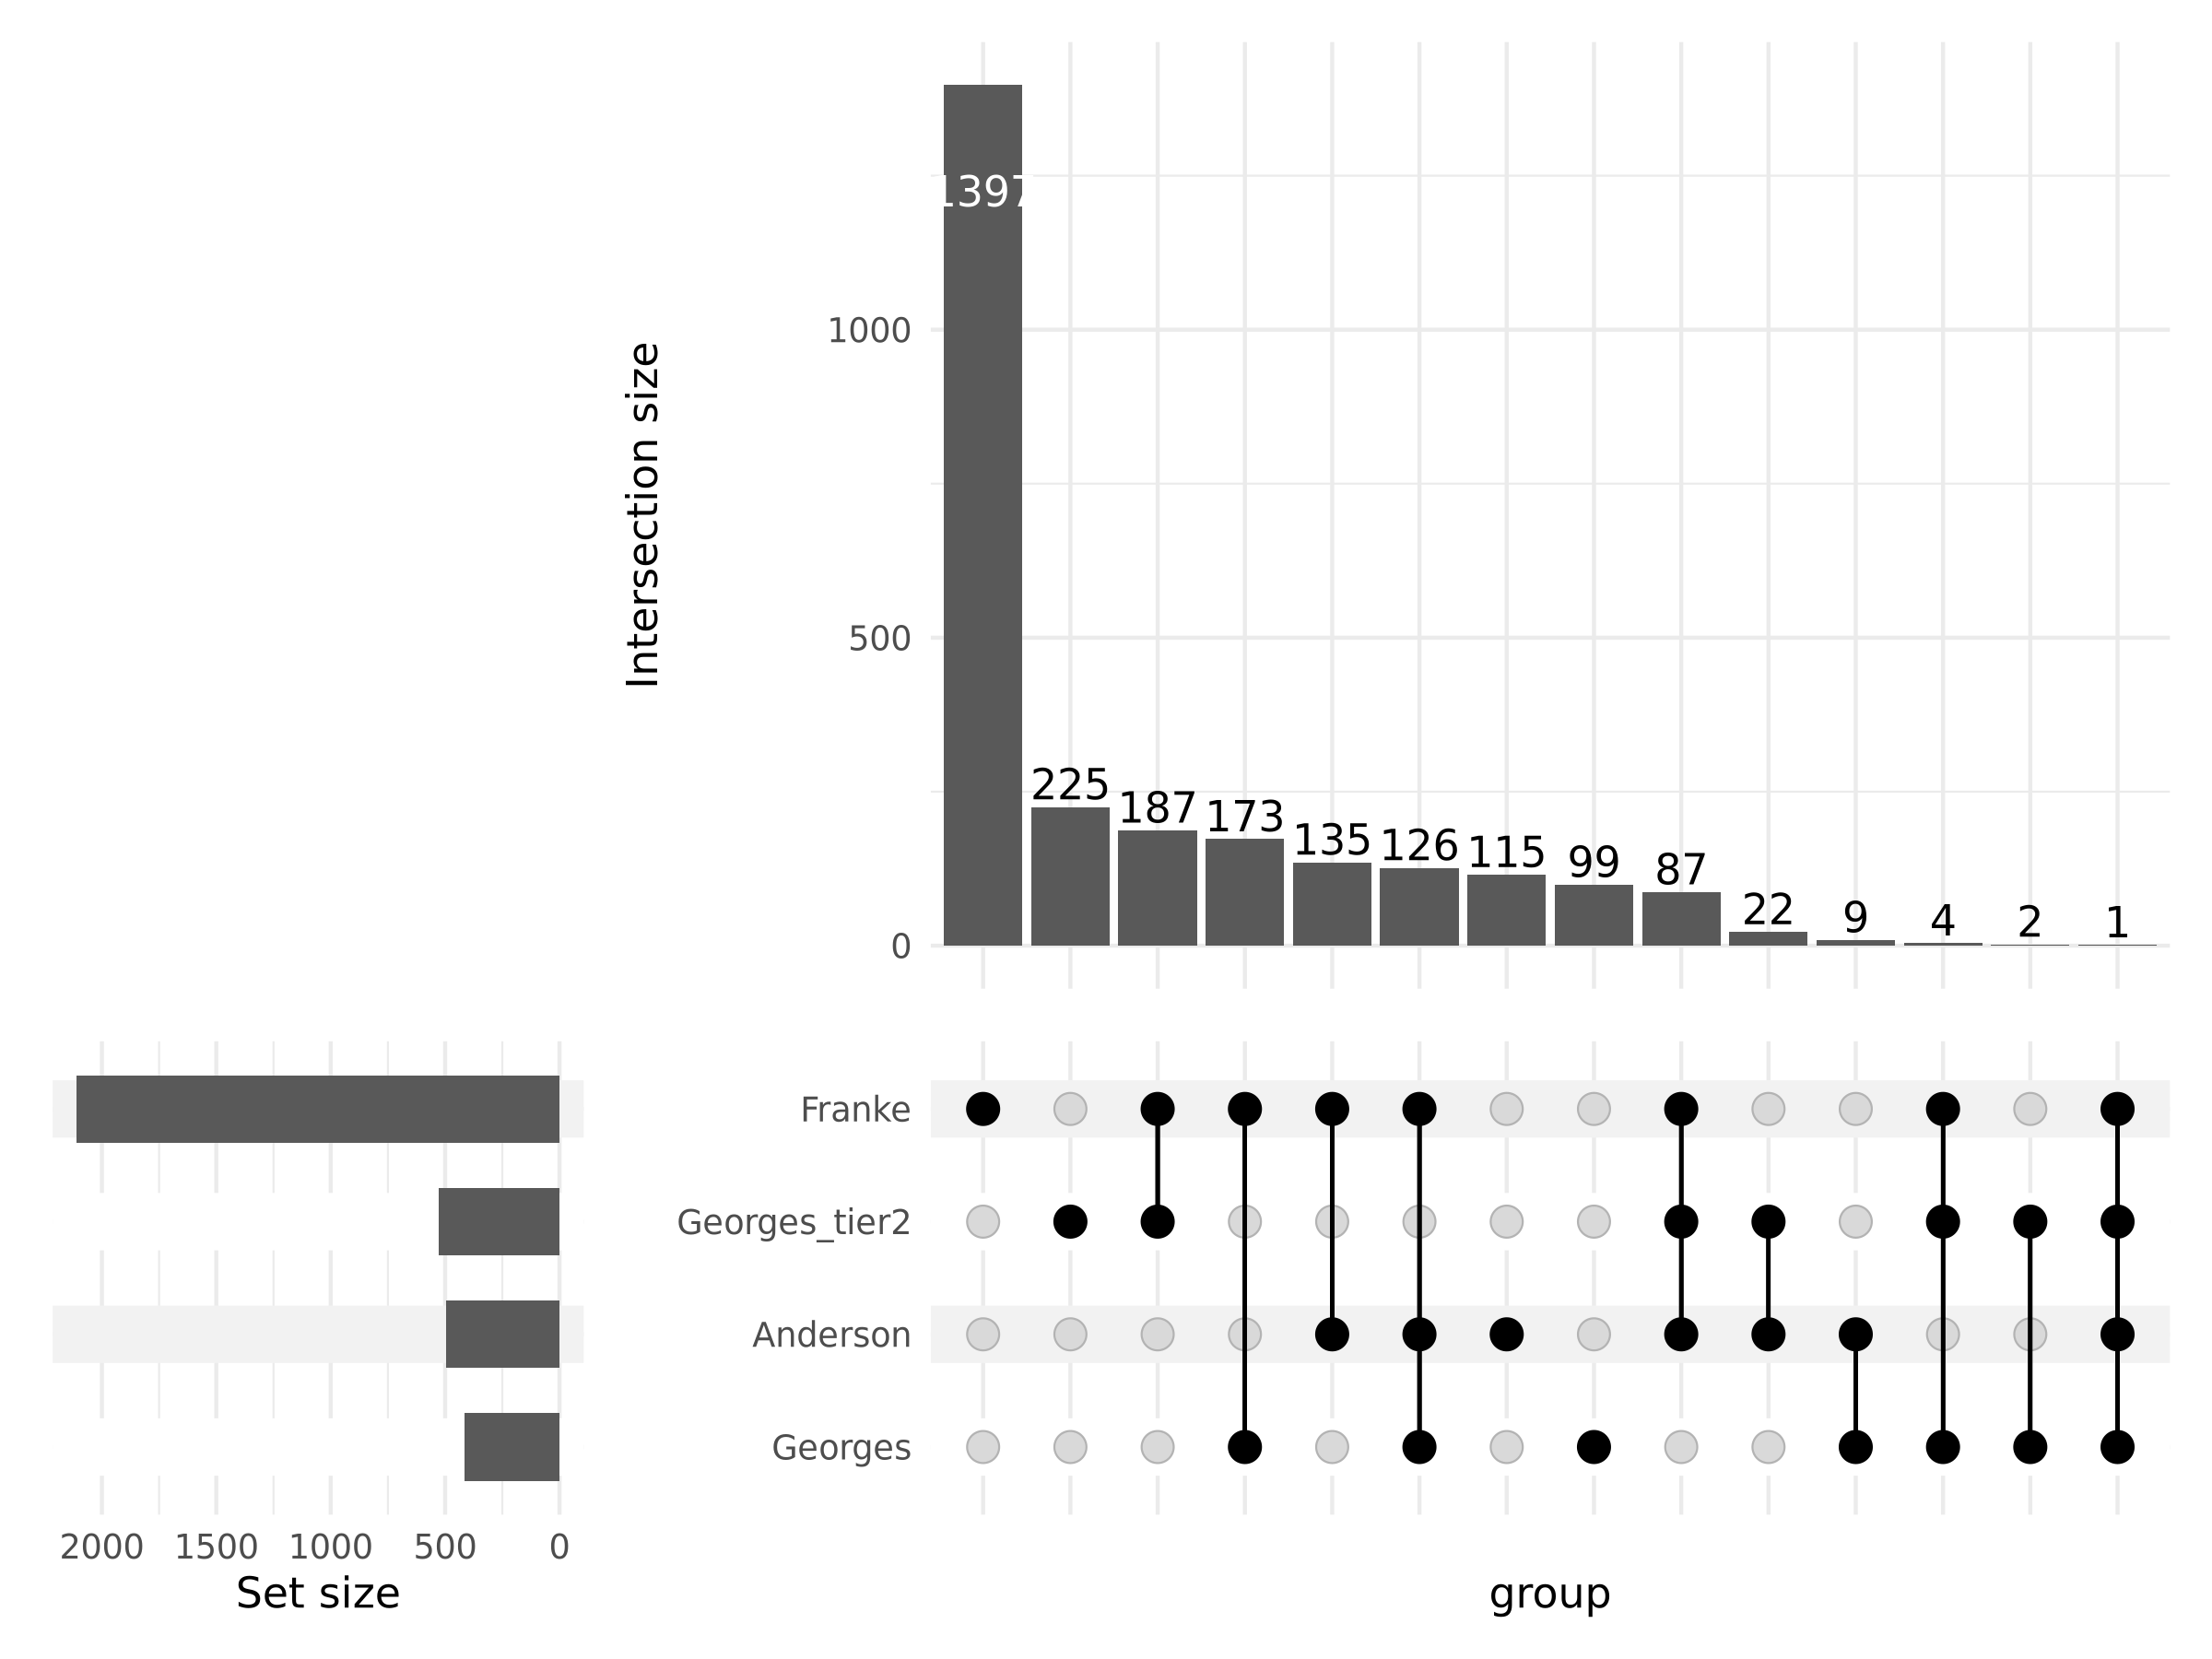 1397
Intersection size
1000
500
225
187
173
135
126
115
99
87
22
9
4
2
1
0
Franke
Georges_tier2
Anderson
Georges
2000 1500 1000 500 0
Set size
group